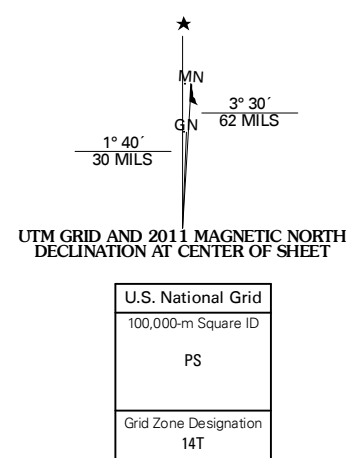 ★
MN
3° 30´
62 MILS
GN
1° 40´
30 MILS
UTM GRID AND 2011 MAGNETIC NORTH
DECLINATION AT CENTER OF SHEET
U.S. National Grid
100,000-m Square ID
PS
Grid Zone Designation
14T